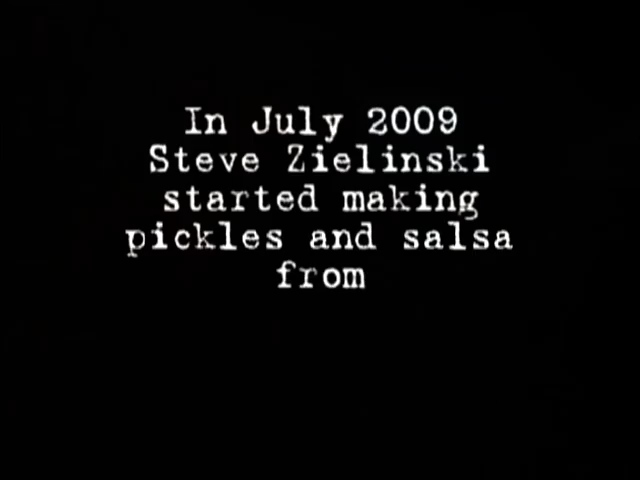 In July 2009
Steve Zielinski
started making
pickles and salsa
from